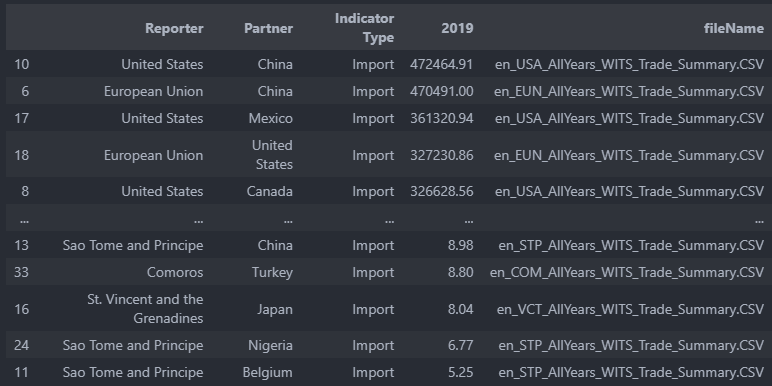 Reporter Partner Indicator Type 2019 fileName
10 United States China Import 472464.91 en_USA_AllYears_WITS_Trade_Summary.CSV
6 European Union China Import 470491.00 en_EUN_AllYears_WITS_Trade_Summary.CSV
17 United States Mexico Import 361320.94 en_USA_AllYears_WITS_Trade_Summary.CSV
18 European Union United States Import 327230.86 en_EUN_AllYears_WITS_Trade_Summary.CSV
8 United States Canada Import 326628.56 en_USA_AllYears_WITS_Trade_Summary.CSV
... ... ... ... ... ...
13 Sao Tome and Principe China Import 8.98 en_STP_AllYears_WITS_Trade_Summary.CSV
33 Comoros Turkey Import 8.80 en_COM_AllYears_WITS_Trade_Summary.CSV
16 St. Vincent and the Grenadines Japan Import 8.04 en_VCT_AllYears_WITS_Trade_Summary.CSV
24 Sao Tome and Principe Nigeria Import 6.77 en_STP_AllYears_WITS_Trade_Summary.CSV
11 Sao Tome and Principe Belgium Import 5.25 en_STP_AllYears_WITS_Trade_Summary.CSV